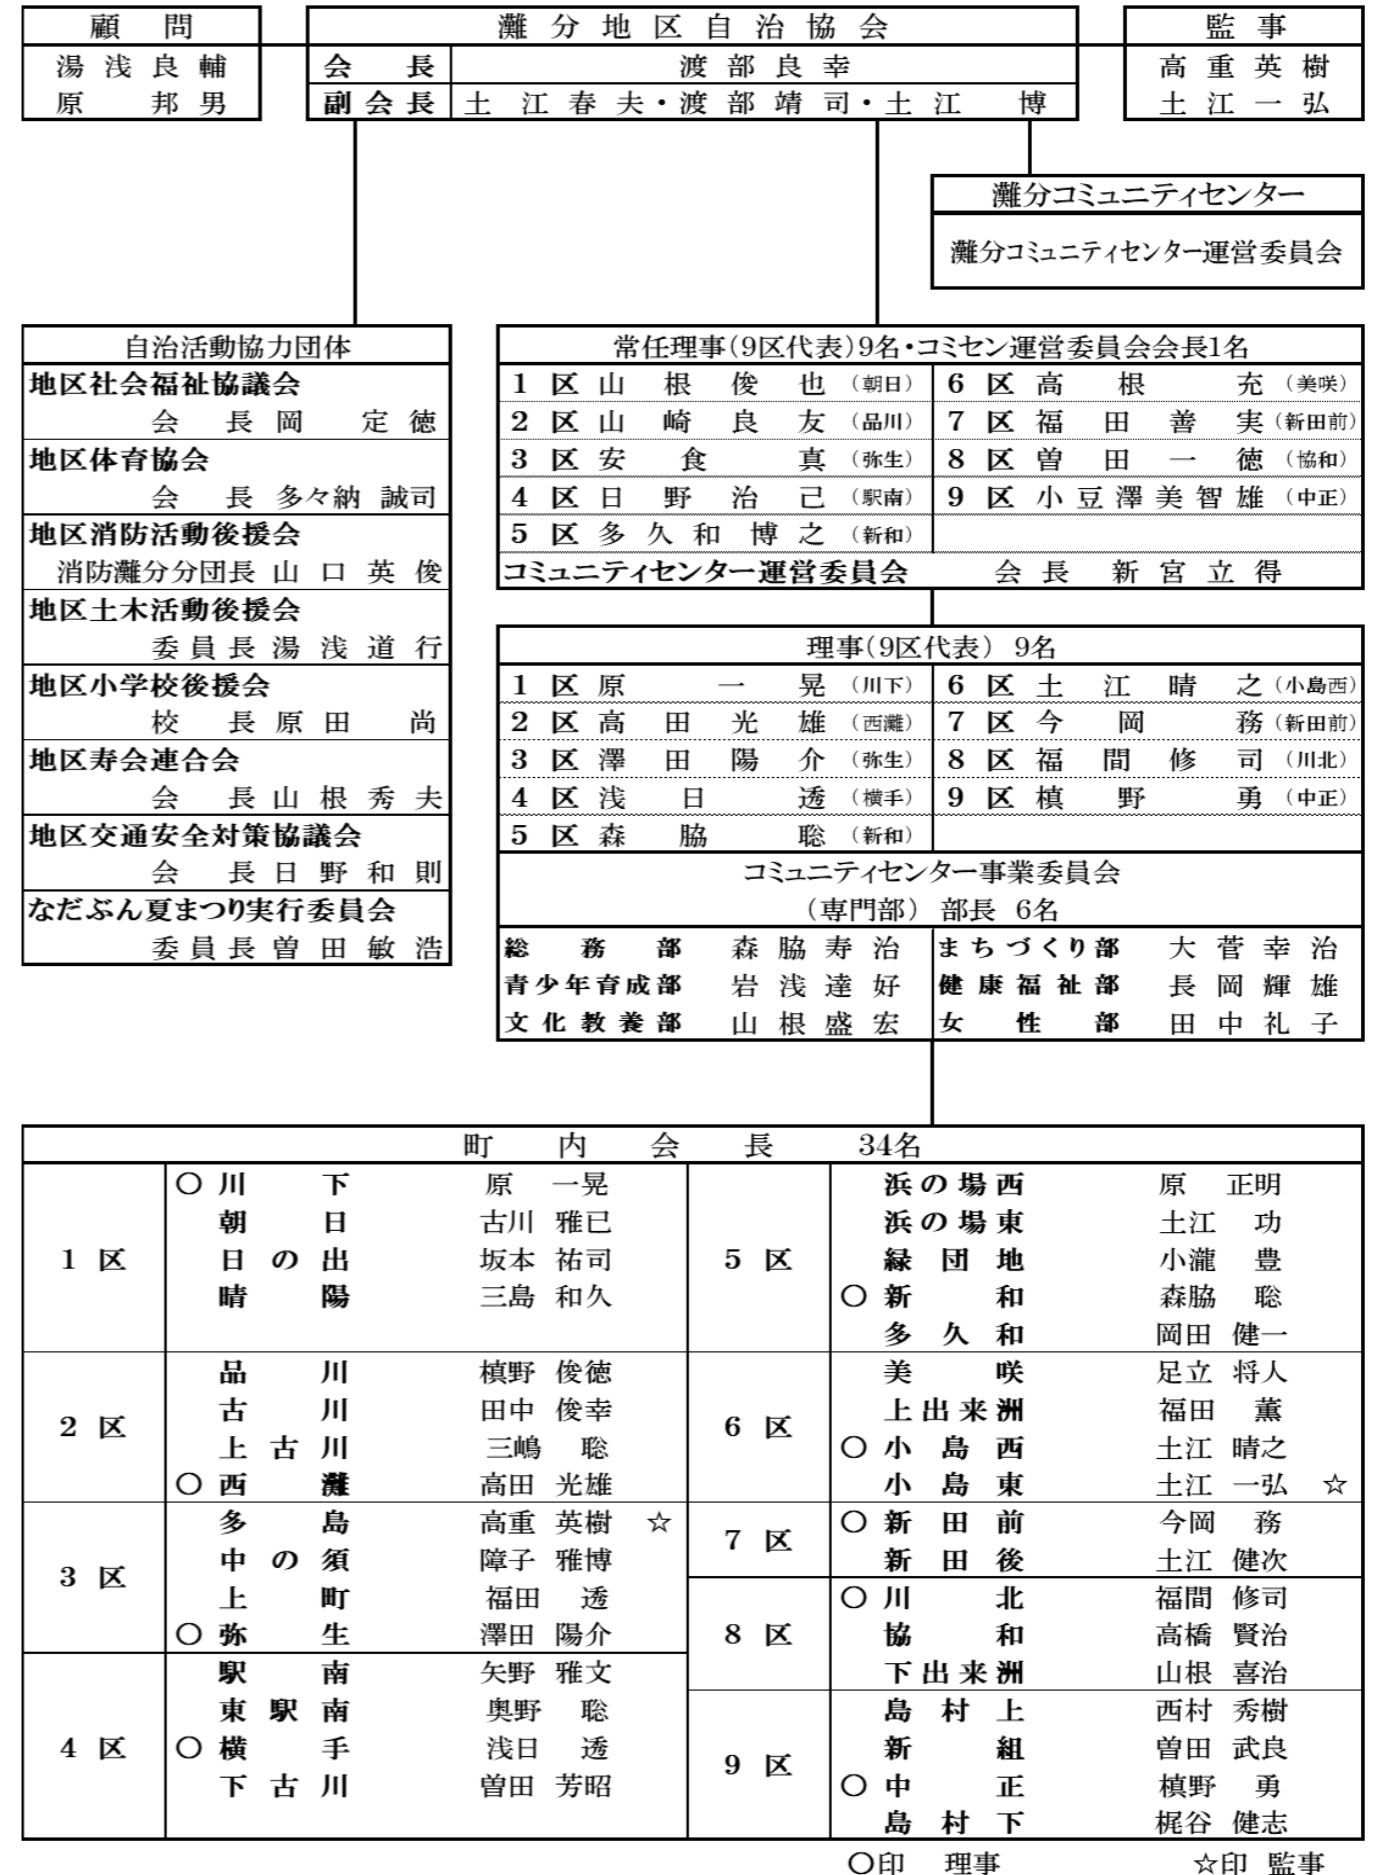 顧問
湯浅良輔
原 邦男
灘分地区自治協会
会長 渡部良幸
副会長 土江春夫・渡部靖司・土江 博
監事
高重英樹
土江一弘
灘分コミュニティセンター
灘分コミュニティセンター運営委員会
自治活動協力団体
地区社会福祉協議会
会長 岡 定徳
地区体育協会
会長 多々納 誠司
地区消防活動後援会
消防灘分分団長 山口英俊
地区土木活動後援会
委員長 湯浅道行
地区小学校後援会
校長 原田 尚
地区寿会連合会
会長 山根秀夫
地区交通安全対策協議会
会長 日野和則
なだぶん夏まつり実行委員会
委員長 曽田敏浩
常任理事(9区代表)9名・コミセン運営委員会会長1名
1区 山根俊也 (朝日) 6区 高根 充 (美咲)
2区 山崎良友 (品川) 7区 福田善実 (新田前)
3区 安食 真 (弥生) 8区 曽田一徳 (協和)
4区 日野治己 (駅南) 9区 小豆澤美智雄 (中正)
5区 多久和博之 (新和)
コミュニティセンター運営委員会 会長 新宮立得
理事(9区代表) 9名
1区 原 一晃 (川下) 6区 土江晴之 (小島西)
2区 高田光雄 (西灘) 7区 今岡 務 (新田前)
3区 澤田陽介 (弥生) 8区 福間修司 (川北)
4区 浅日 透 (横手) 9区 槙野 勇 (中正)
5区 森脇 聡 (新和)
コミュニティセンター事業委員会
(専門部) 部長 6名
総務部 森脇寿治 まちづくり部 大菅幸治
青少年育成部 岩浅達好 健康福祉部 長岡輝雄
文化教養部 山根盛宏 女性部 田中礼子
町内会長 34名
1区
〇川下 原 一晃
朝日 古川 雅已
日の出 坂本 祐司
晴陽 三島 和久
2区
品川 槙野 俊徳
古川 田中 俊幸
上古川 三嶋 聡
〇西灘 高田 光雄
3区
多島 高重 英樹 ☆
中の須 障子 雅博
上町 福田 透
〇弥生 澤田 陽介
4区
駅南 矢野 雅文
東駅南 奥野 聡
〇横手 浅日 透
下古川 曽田 芳昭
5区
浜の場西 原 正明
浜の場東 土江 功
緑団地 小瀧 豊
〇新和 森脇 聡
多久和 岡田 健一
6区
美咲 足立 将人
上出来洲 福田 薫
〇小島西 土江 晴之
小島東 土江 一弘 ☆
7区
〇新田前 今岡 務
新田後 土江 健次
8区
〇川北 福間 修司
協和 高橋 賢治
下出来洲 山根 喜治
9区
島村上 西村 秀樹
新組 曽田 武良
〇中正 槙野 勇
島村下 梶谷 健志
〇印 理事 ☆印 監事